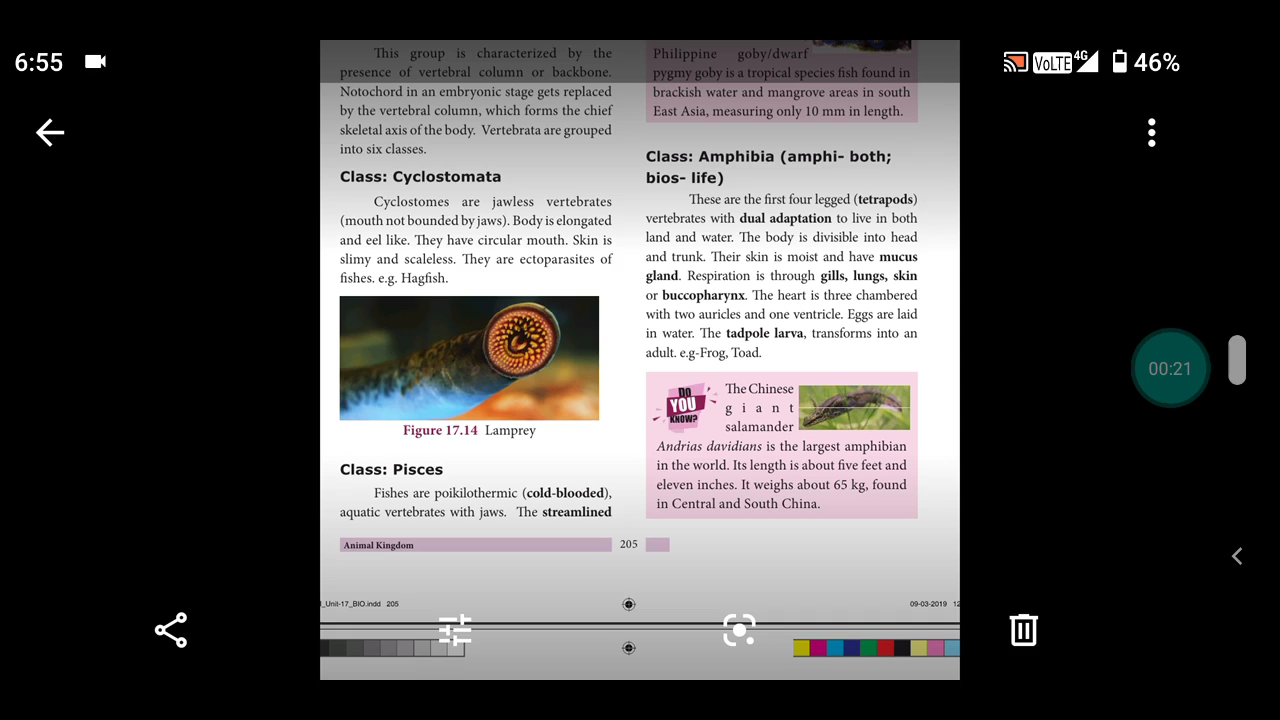 6:55
VoLTE 4G 46%
This group is characterized by the
presence of vertebral column or backbone.
Notochord in an embryonic stage gets replaced
by the vertebral column, which forms the chief
skeletal axis of the body. Vertebrata are grouped
into six classes.
Class: Cyclostomata
Cyclostomes are jawless vertebrates
(mouth not bounded by jaws). Body is elongated
and eel like. They have circular mouth. Skin is
slimy and scaleless. They are ectoparasites of
fishes. e.g. Hagfish.
Figure 17.14 Lamprey
Class: Pisces
Fishes are poikilothermic (cold-blooded),
aquatic vertebrates with jaws. The streamlined
Philippine goby/dwarf
pygmy goby is a tropical species fish found in
brackish water and mangrove areas in south
East Asia, measuring only 10 mm in length.
Class: Amphibia (amphi- both;
bios- life)
These are the first four legged (tetrapods)
vertebrates with dual adaptation to live in both
land and water. The body is divisible into head
and trunk. Their skin is moist and have mucus
gland. Respiration is through gills, lungs, skin
or buccopharynx. The heart is three chambered
with two auricles and one ventricle. Eggs are laid
in water. The tadpole larva, transforms into an
adult. e.g-Frog, Toad.
DO
YOU
KNOW?
The Chinese
giant
salamander
Andrias davidians is the largest amphibian
in the world. Its length is about five feet and
eleven inches. It weighs about 65 kg, found
in Central and South China.
00:21
Animal Kingdom 205
_Unit-17_BIO.indd 205
09-03-2019 12